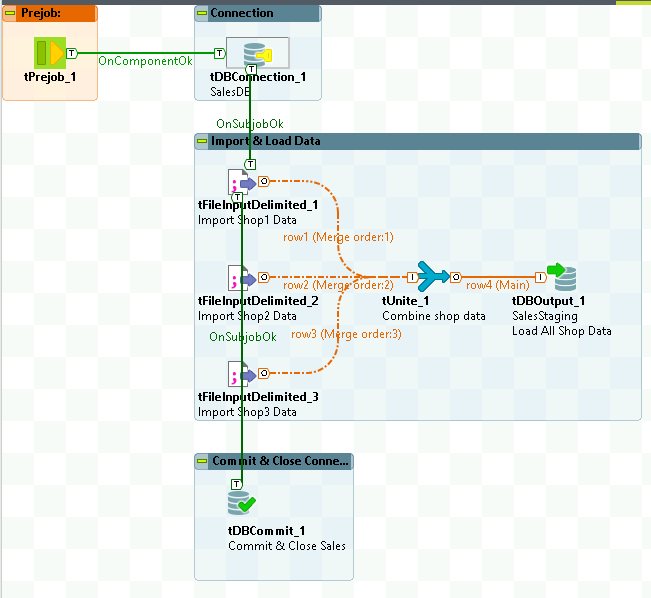 Prejob:
Connection
T
OnComponentOk
T
tPrejob_1
tDBConnection_1
SalesDB
T
OnSubjobOk
Import & Load Data
T
O
tFileInputDelimited_1
Import Shop1 Data
T
row1 (Merge order:1)
O
row2 (Merge order:2)
I
O
row4 (Main)
I
tFileInputDelimited_2
Import Shop2 Data
tUnite_1
Combine shop data
tDBOutput_1
SalesStaging
Load All Shop Data
OnSubjobOk
row3 (Merge order:3)
O
tFileInputDelimited_3
Import Shop3 Data
Commit & Close Conne...
T
tDBCommit_1
Commit & Close Sales